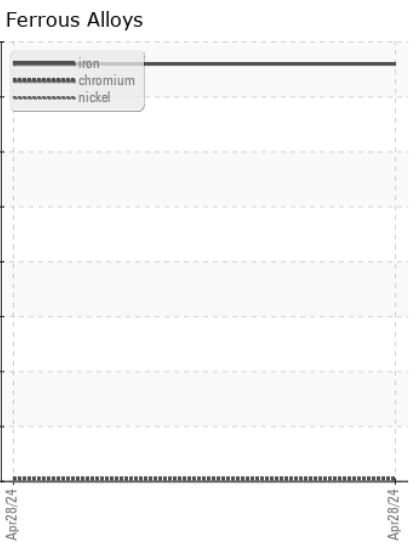 Ferrous Alloys
iron
chromium
nickel
Apr28/24
Apr28/24